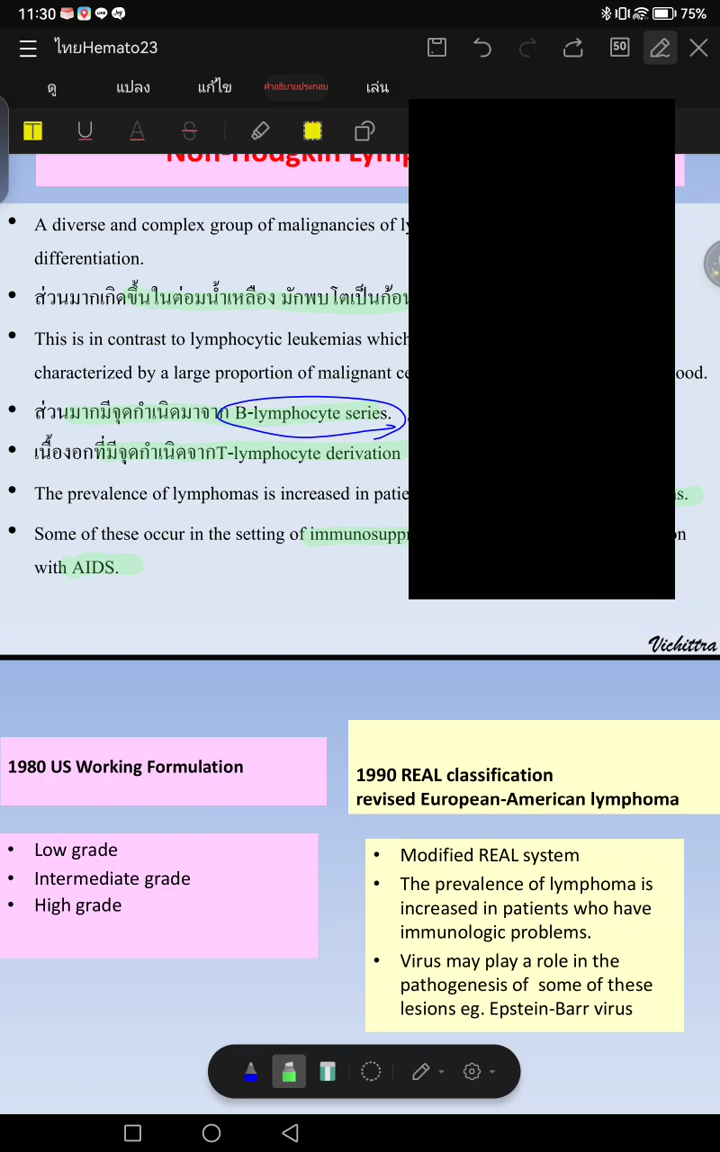 11:30
75%
ไทยHemato23
50
ดู แปลง แก้ไข คำอธิบายประกอบ เล่น
T U A S
Non-Hodgkin Lymp
• A diverse and complex group of malignancies of ly
differentiation.
• ส่วนมากเกิดขึ้นในต่อมน้ำเหลือง มักพบโตเป็นก้อน
• This is in contrast to lymphocytic leukemias which
characterized by a large proportion of malignant ce ood.
• ส่วนมากมีจุดกำเนิดมาจาก B-lymphocyte series.
• เนื้องอกที่มีจุดกำเนิดจากT-lymphocyte derivation
• The prevalence of lymphomas is increased in patie s.
• Some of these occur in the setting of immunosuppr n
with AIDS.
Vichittra
1980 US Working Formulation
• Low grade
• Intermediate grade
• High grade
1990 REAL classification
revised European-American lymphoma
• Modified REAL system
• The prevalence of lymphoma is
increased in patients who have
immunologic problems.
• Virus may play a role in the
pathogenesis of some of these
lesions eg. Epstein-Barr virus